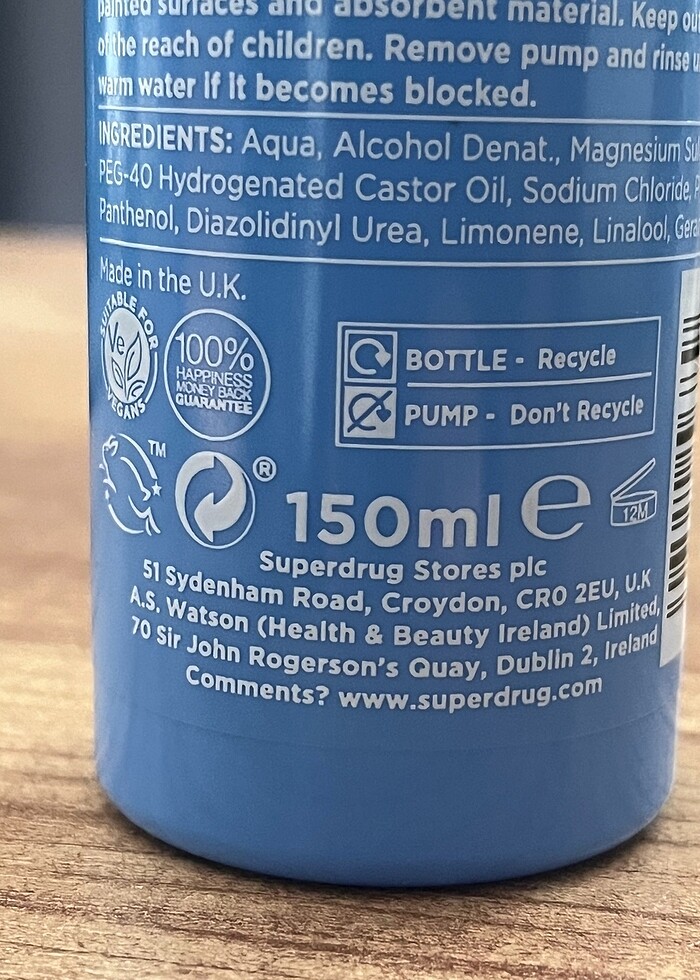 painted surfaces and absorbent material. Keep out
of the reach of children. Remove pump and rinse
warm water if it becomes blocked.
INGREDIENTS: Aqua, Alcohol Denat., Magnesium
PEG-40 Hydrogenated Castor Oil, Sodium Chloride,
Panthenol, Diazolidinyl Urea, Limonene, Linalool,
Made in the U.K.
SUITABLE FOR
Ve
VEGANS
100%
HAPPINESS
MONEY BACK
GUARANTEE
BOTTLE - Recycle
PUMP - Don't Recycle
TM
®
150ml e
12M
Superdrug Stores plc
51 Sydenham Road, Croydon, CR0 2EU, U.K
A.S. Watson (Health & Beauty Ireland) Limited,
70 Sir John Rogerson's Quay, Dublin 2, Ireland
Comments? www.superdrug.com